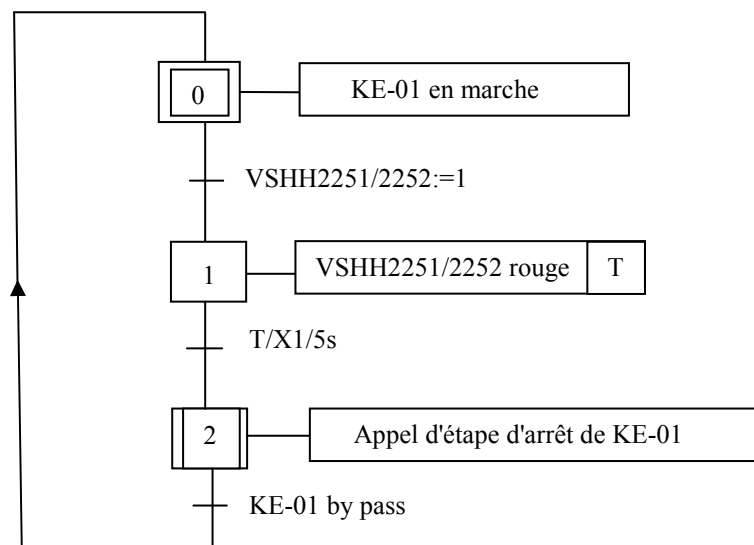 0
KE-01 en marche
VSHH2251/2252:=1
1
VSHH2251/2252 rouge
T
T/X1/5s
2
Appel d'étape d'arrêt de KE-01
KE-01 by pass